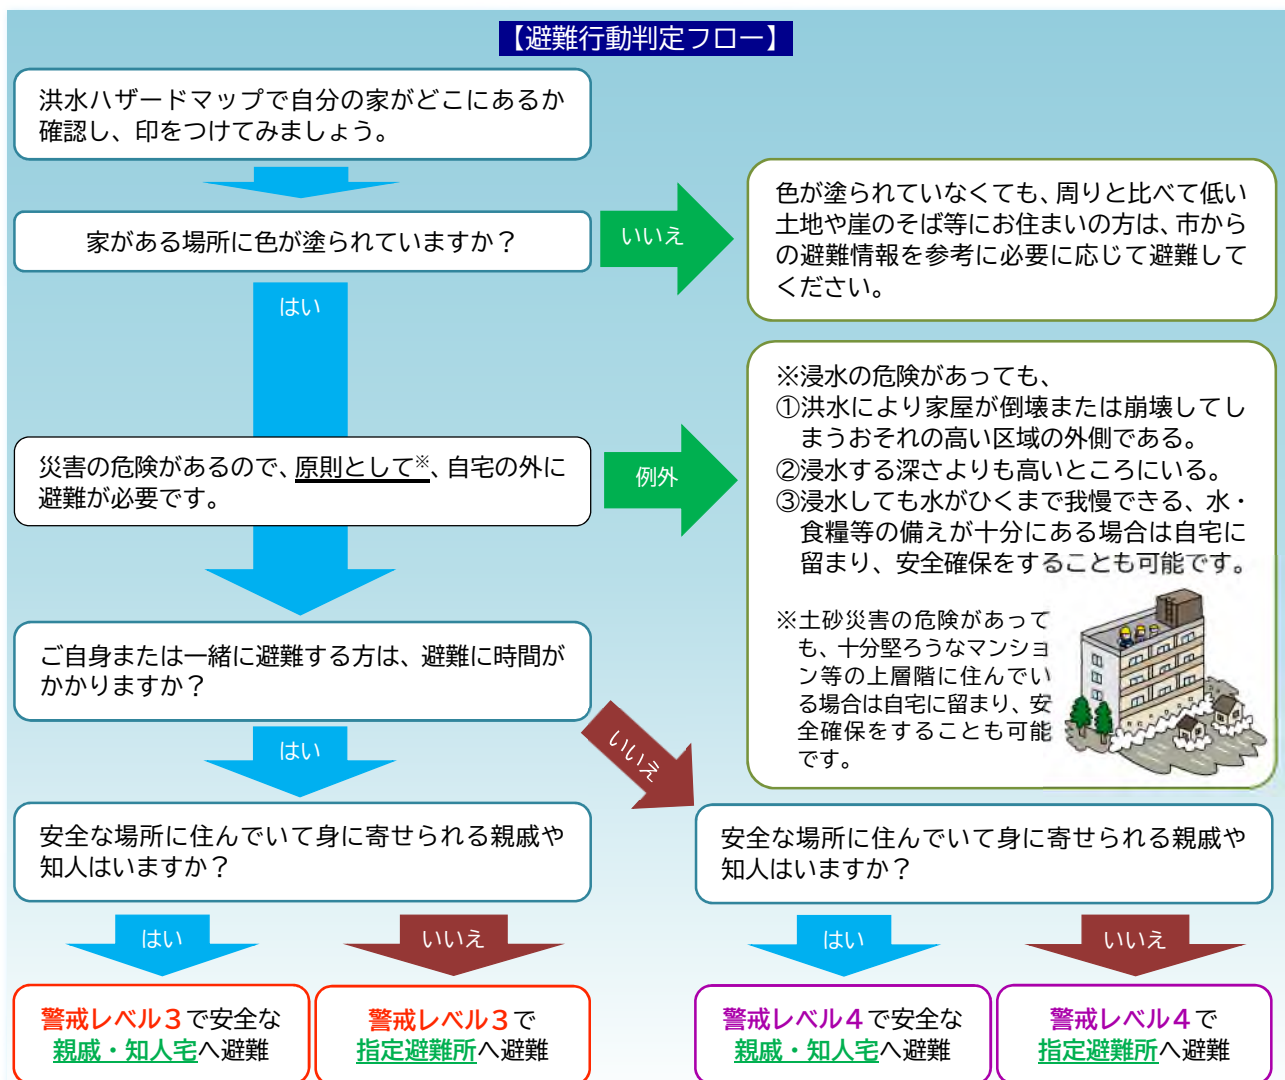 【避難行動判定フロー】
洪水ハザードマップで自分の家がどこにあるか
確認し、印をつけてみましょう。
家がある場所に色が塗られていますか？
いいえ
色が塗られていなくても、周りと比べて低い
土地や崖のそば等にお住まいの方は、市から
の避難情報を参考に必要に応じて避難して
ください。
はい
災害の危険があるので、原則として※、自宅の外に
避難が必要です。
例外
※浸水の危険があっても、
①洪水により家屋が倒壊または崩壊してし
まうおそれの高い区域の外側である。
②浸水する深さよりも高いところにいる。
③浸水しても水がひくまで我慢できる、水・
食糧等の備えが十分にある場合は自宅に
留まり、安全確保をすることも可能です。
※土砂災害の危険があって
も、十分堅ろうなマンショ
ン等の上層階に住んでい
る場合は自宅に留まり、安
全確保をすることも可能
です。
ご自身または一緒に避難する方は、避難に時間が
かかりますか？
はい
いいえ
安全な場所に住んでいて身に寄せられる親戚や
知人はいますか？
安全な場所に住んでいて身に寄せられる親戚や
知人はいますか？
はい
いいえ
はい
いいえ
警戒レベル３で安全な
親戚・知人宅へ避難
警戒レベル３で
指定避難所へ避難
警戒レベル４で安全な
親戚・知人宅へ避難
警戒レベル４で
指定避難所へ避難